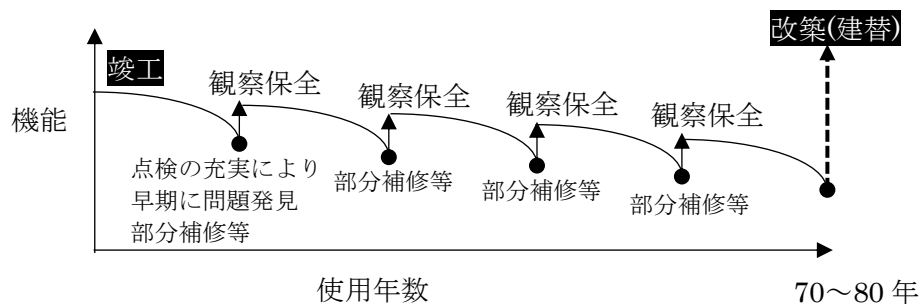 改築(建替)
竣工
観察保全
観察保全
観察保全
観察保全
機能
点検の充実により
早期に問題発見
部分補修等
部分補修等
部分補修等
部分補修等
使用年数
70～80 年